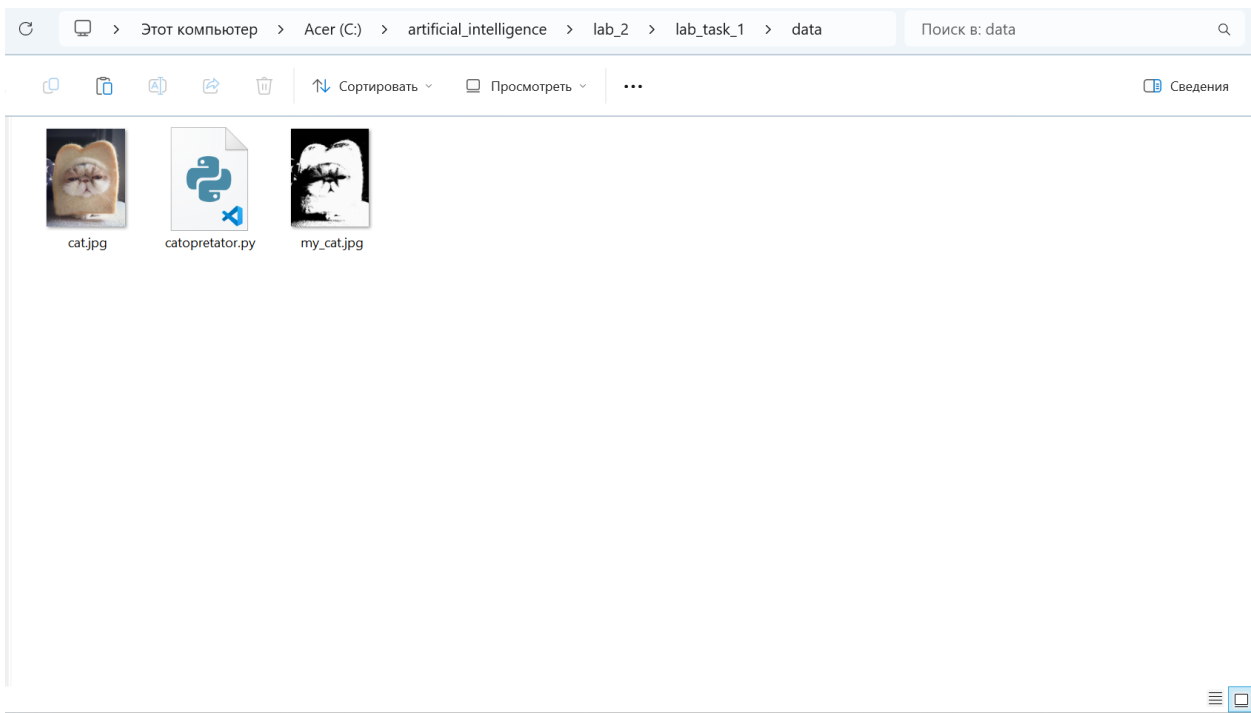 Этот компьютер > Acer (C:) > artificial_intelligence > lab_2 > lab_task_1 > data
Поиск в: data
Сортировать
Просмотреть
Сведения
cat.jpg
catopretator.py
my_cat.jpg